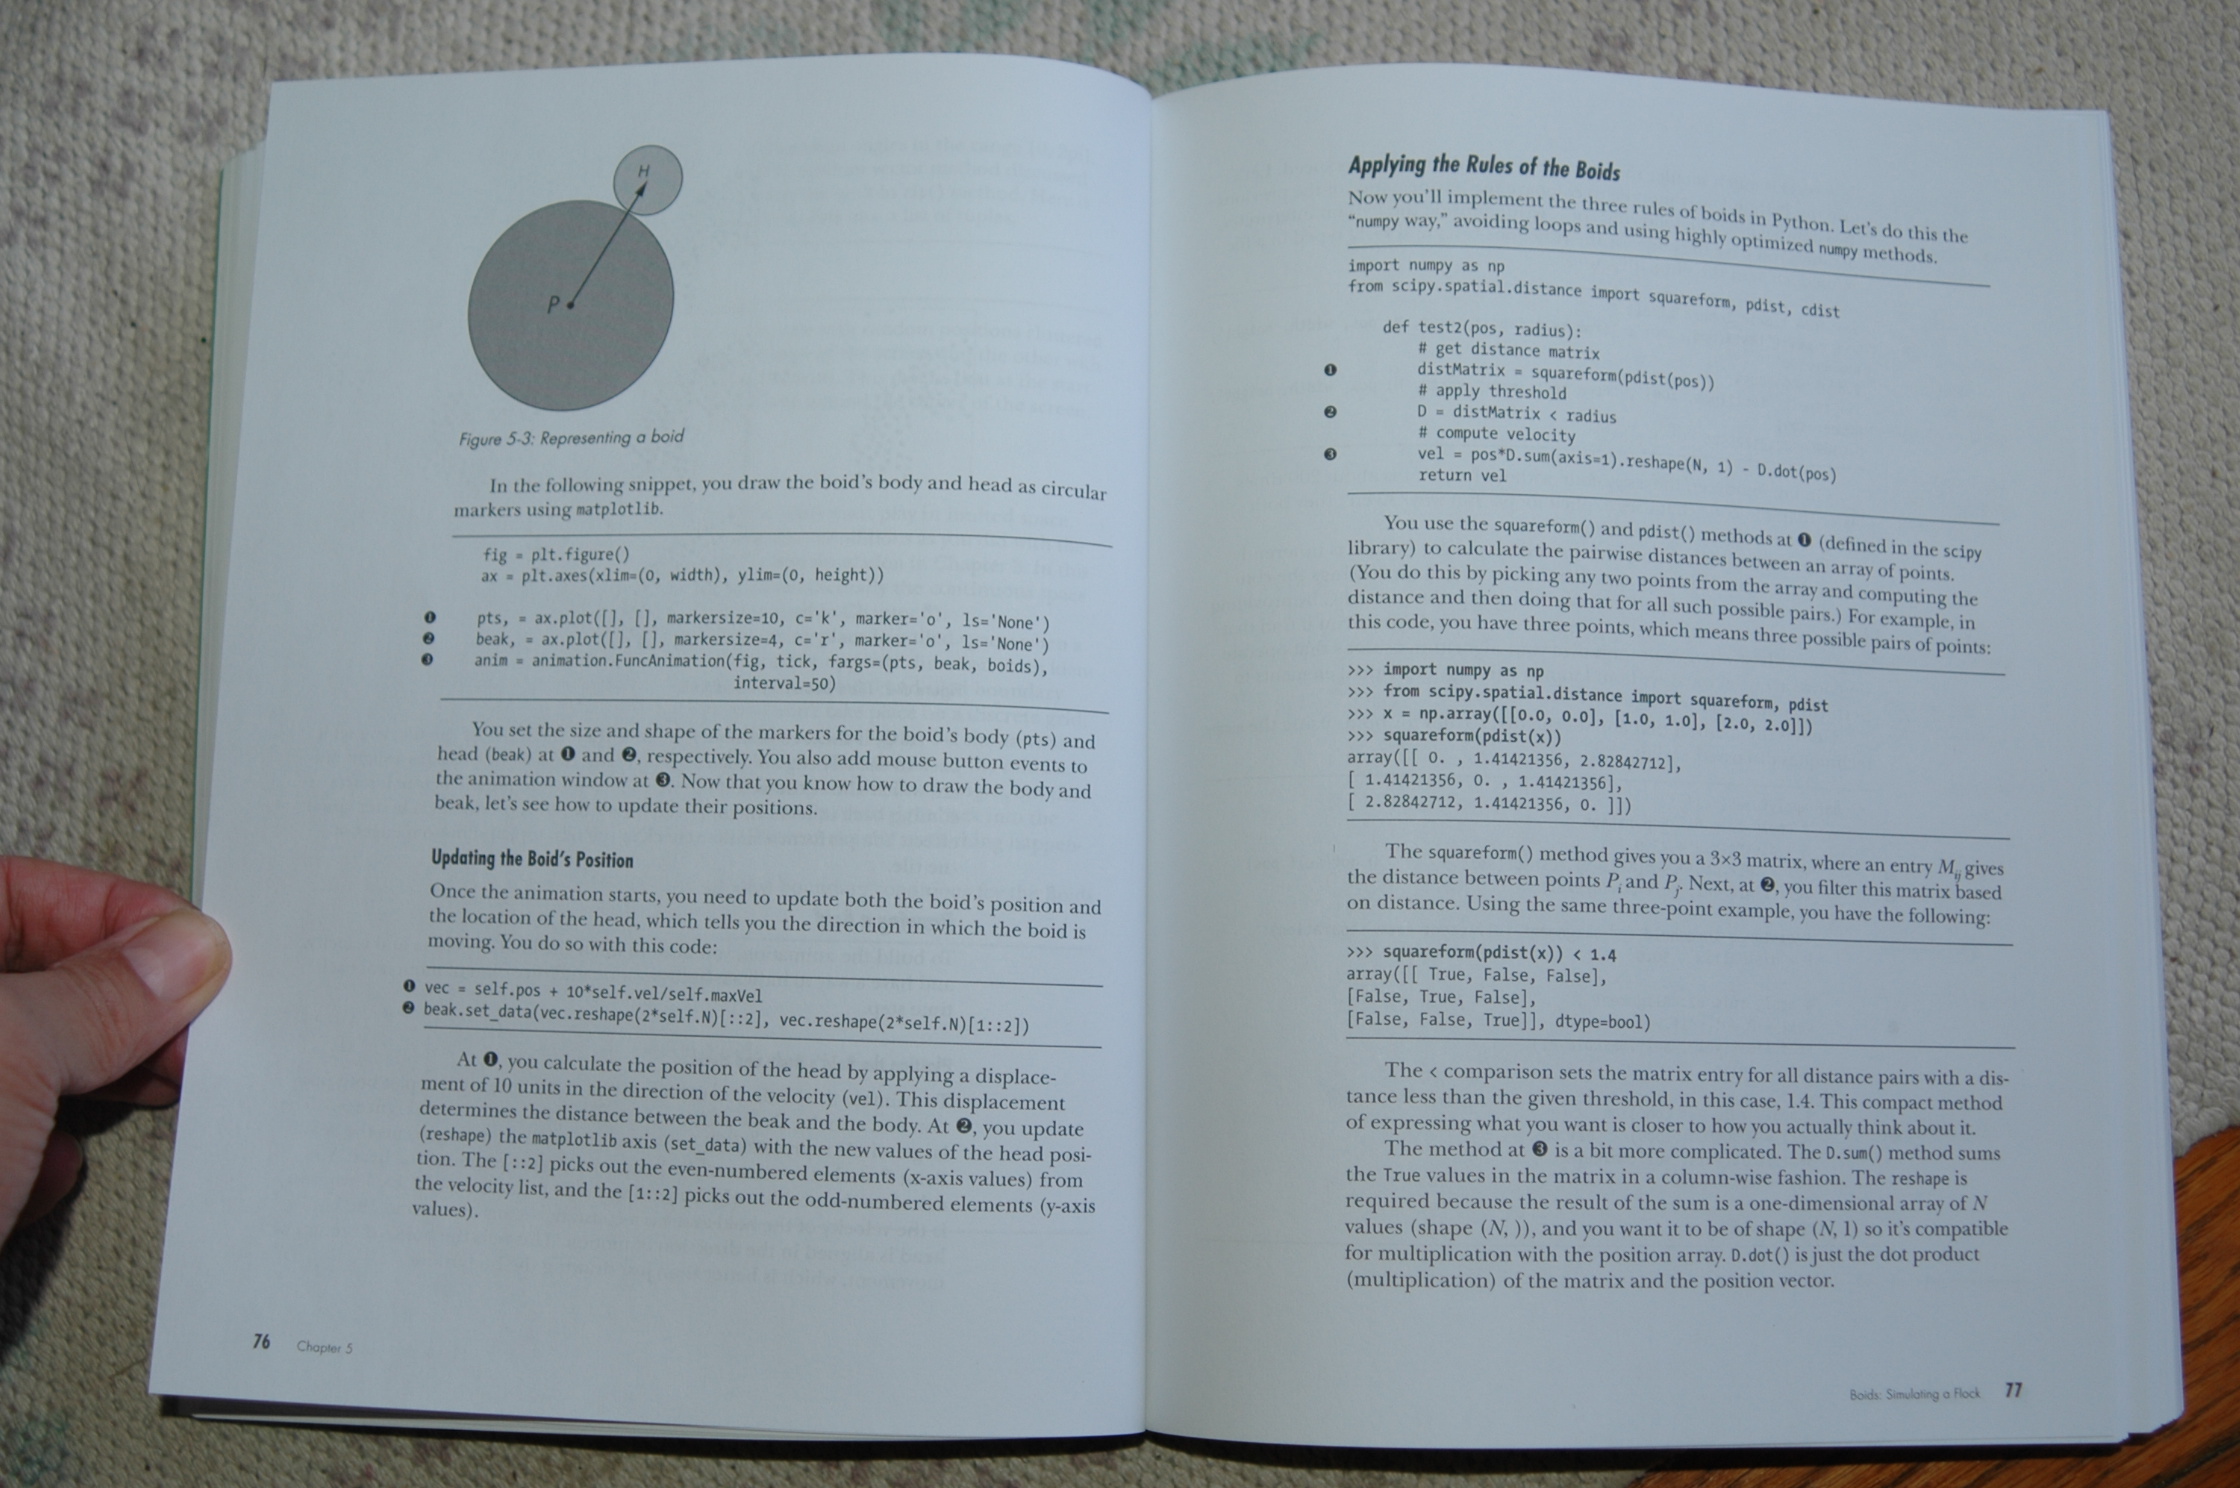 H
P
Figure 5-3: Representing a boid
In the following snippet, you draw the boid's body and head as circular
markers using matplotlib.
fig = plt.figure()
ax = plt.axes(xlim=(0, width), ylim=(0, height))
❶ pts, = ax.plot([], [], markersize=10, c='k', marker='o', ls='None')
❷ beak, = ax.plot([], [], markersize=4, c='r', marker='o', ls='None')
❸ anim = animation.FuncAnimation(fig, tick, fargs=(pts, beak, boids),
interval=50)
You set the size and shape of the markers for the boid's body (pts) and
head (beak) at ❶ and ❷, respectively. You also add mouse button events to
the animation window at ❸. Now that you know how to draw the body and
beak, let's see how to update their positions.
Updating the Boid's Position
Once the animation starts, you need to update both the boid's position and
the location of the head, which tells you the direction in which the boid is
moving. You do so with this code:
❶ vec = self.pos + 10*self.vel/self.maxVel
❷ beak.set_data(vec.reshape(2*self.N)[::2], vec.reshape(2*self.N)[1::2])
At ❶, you calculate the position of the head by applying a displace-
ment of 10 units in the direction of the velocity (vel). This displacement
determines the distance between the beak and the body. At ❷, you update
(reshape) the matplotlib axis (set_data) with the new values of the head posi-
tion. The [::2] picks out the even-numbered elements (x-axis values) from
the velocity list, and the [1::2] picks out the odd-numbered elements (y-axis
values).
76 Chapter 5
Applying the Rules of the Boids
Now you'll implement the three rules of boids in Python. Let's do this the
"numpy way," avoiding loops and using highly optimized numpy methods.
import numpy as np
from scipy.spatial.distance import squareform, pdist, cdist
def test2(pos, radius):
# get distance matrix
❶ distMatrix = squareform(pdist(pos))
# apply threshold
❷ D = distMatrix < radius
# compute velocity
❸ vel = pos*D.sum(axis=1).reshape(N, 1) - D.dot(pos)
return vel
You use the squareform() and pdist() methods at ❶ (defined in the scipy
library) to calculate the pairwise distances between an array of points.
(You do this by picking any two points from the array and computing the
distance and then doing that for all such possible pairs.) For example, in
this code, you have three points, which means three possible pairs of points:
>>> import numpy as np
>>> from scipy.spatial.distance import squareform, pdist
>>> x = np.array([[0.0, 0.0], [1.0, 1.0], [2.0, 2.0]])
>>> squareform(pdist(x))
array([[ 0. , 1.41421356, 2.82842712],
[ 1.41421356, 0. , 1.41421356],
[ 2.82842712, 1.41421356, 0. ]])
The squareform() method gives you a 3×3 matrix, where an entry Mij gives
the distance between points Pi and Pj. Next, at ❷, you filter this matrix based
on distance. Using the same three-point example, you have the following:
>>> squareform(pdist(x)) < 1.4
array([[ True, False, False],
[False, True, False],
[False, False, True]], dtype=bool)
The < comparison sets the matrix entry for all distance pairs with a dis-
tance less than the given threshold, in this case, 1.4. This compact method
of expressing what you want is closer to how you actually think about it.
The method at ❸ is a bit more complicated. The D.sum() method sums
the True values in the matrix in a column-wise fashion. The reshape is
required because the result of the sum is a one-dimensional array of N
values (shape (N, )), and you want it to be of shape (N, 1) so it's compatible
for multiplication with the position array. D.dot() is just the dot product
(multiplication) of the matrix and the position vector.
Boids: Simulating a Flock 77